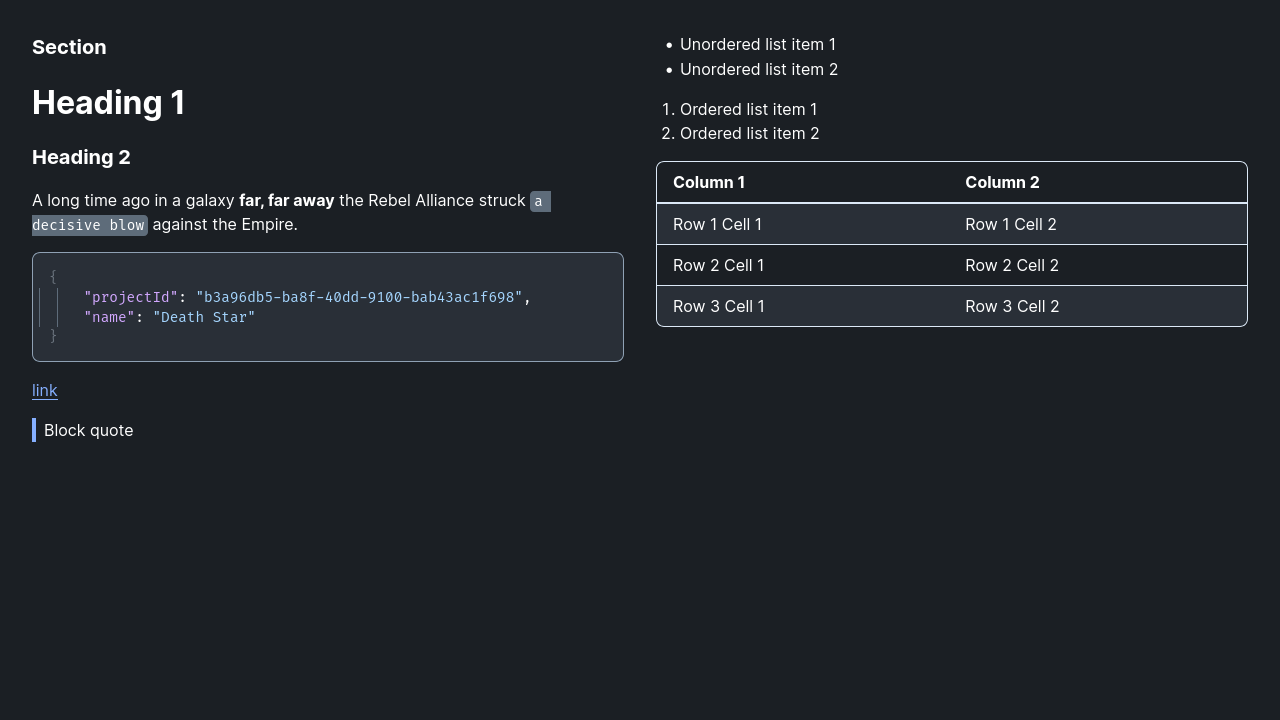 Section
Heading 1
Heading 2
A long time ago in a galaxy far, far away the Rebel Alliance struck a
decisive blow against the Empire.
{
"projectId": "b3a96db5-ba8f-40dd-9100-bab43ac1f698",
"name": "Death Star"
}
link
Block quote
• Unordered list item 1
• Unordered list item 2
1. Ordered list item 1
2. Ordered list item 2
Column 1 Column 2
Row 1 Cell 1 Row 1 Cell 2
Row 2 Cell 1 Row 2 Cell 2
Row 3 Cell 1 Row 3 Cell 2